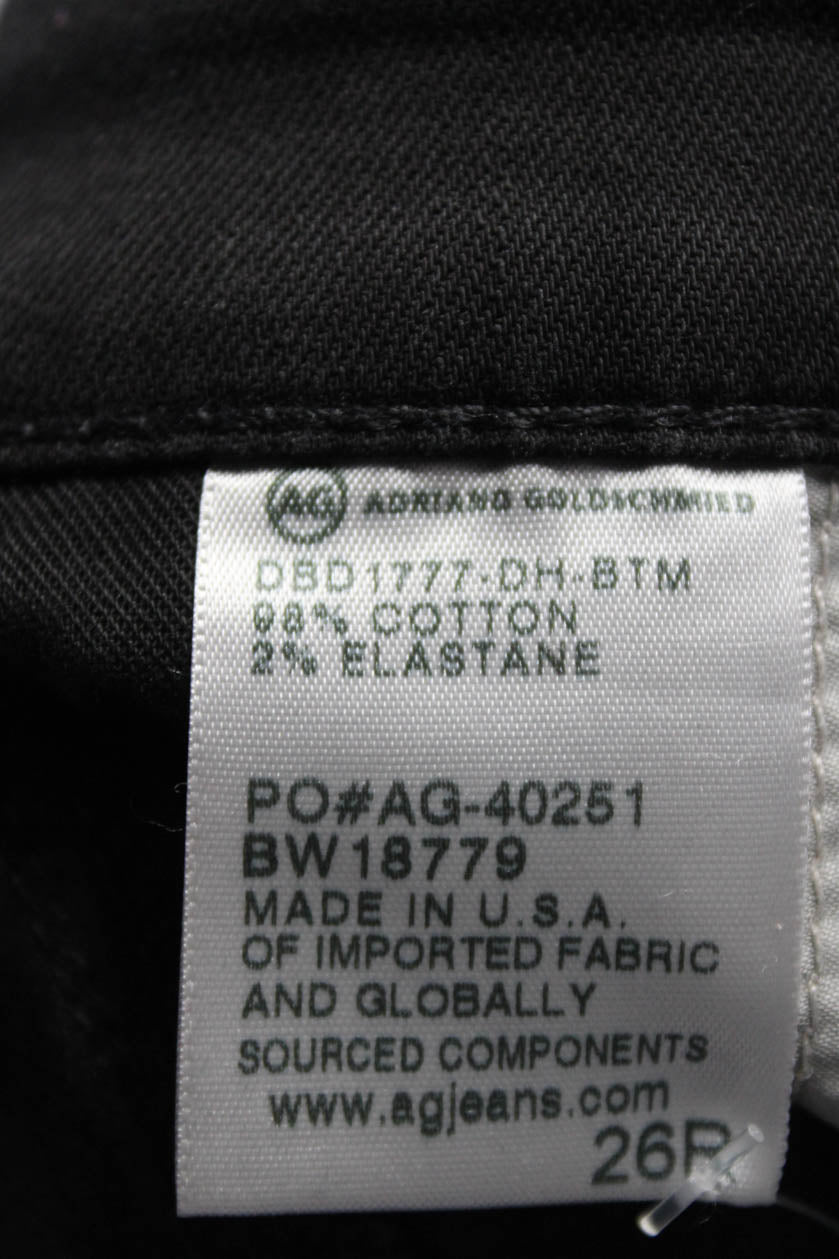 AG ADRIANO GOLDSCHMIED
DBD1777-DH-BTM
98% COTTON
2% ELASTANE
PO#AG-40251
BW18779
MADE IN U.S.A.
OF IMPORTED FABRIC
AND GLOBALLY
SOURCED COMPONENTS
www.agjeans.com
26R